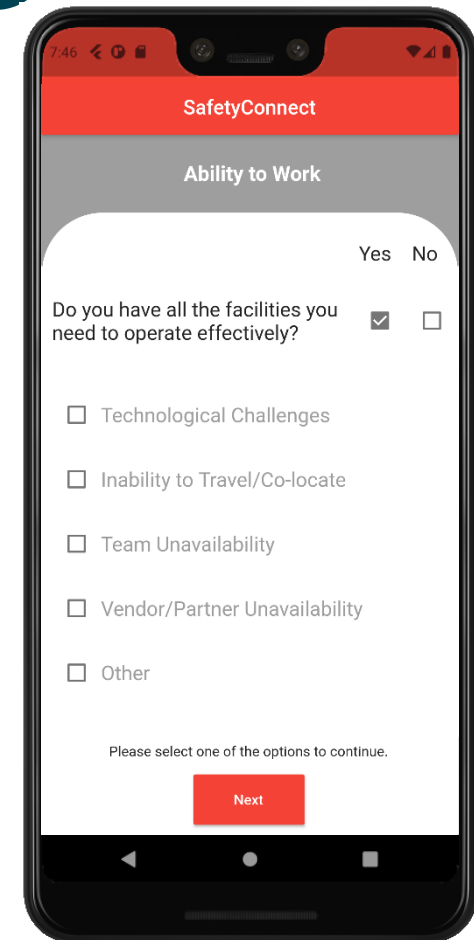 7:46
SafetyConnect
Ability to Work
Yes No
Do you have all the facilities you
need to operate effectively?
Technological Challenges
Inability to Travel/Co-locate
Team Unavailability
Vendor/Partner Unavailability
Other
Please select one of the options to continue.
Next